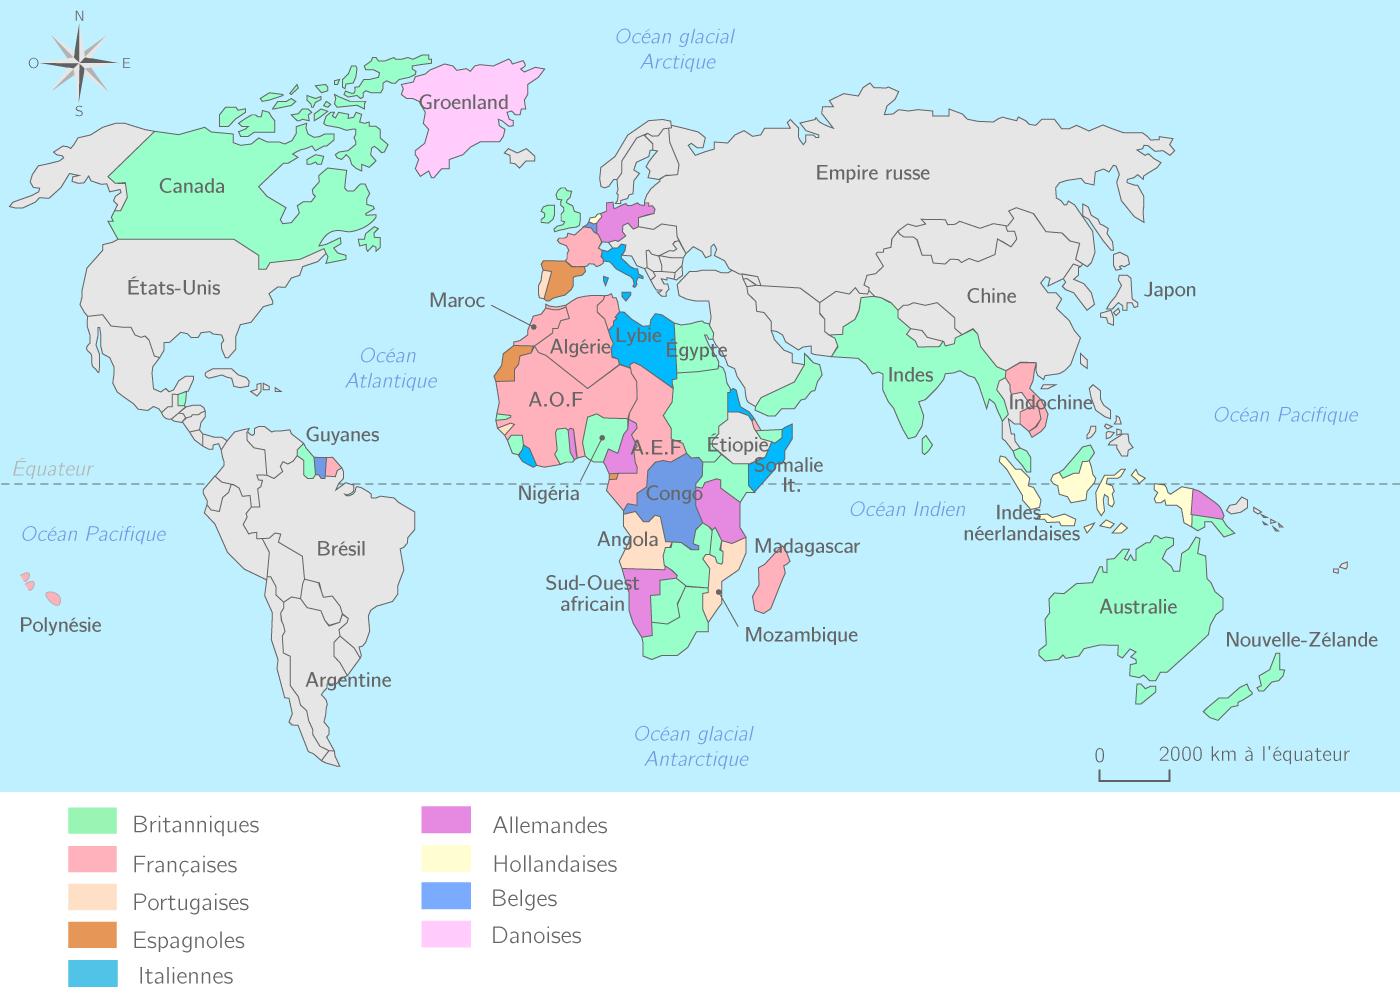 N
O
E
S
Océan glacial
Arctique
Groenland
Canada
Empire russe
États-Unis
Maroc
Chine
Japon
Océan
Atlantique
Algérie
Lybie
Égypte
Indes
A.O.F
Indochine
Océan Pacifique
Guyanes
A.E.F
Étiopie
Équateur
Somalie
It.
Nigéria
Congo
Océan Indien
Indes
néerlandaises
Océan Pacifique
Brésil
Angola
Madagascar
Sud-Ouest
africain
Australie
Polynésie
Mozambique
Nouvelle-Zélande
Argentine
Océan glacial
Antarctique
0
2000 km à l'équateur
Britanniques
Françaises
Portugaises
Espagnoles
Italiennes
Allemandes
Hollandaises
Belges
Danoises